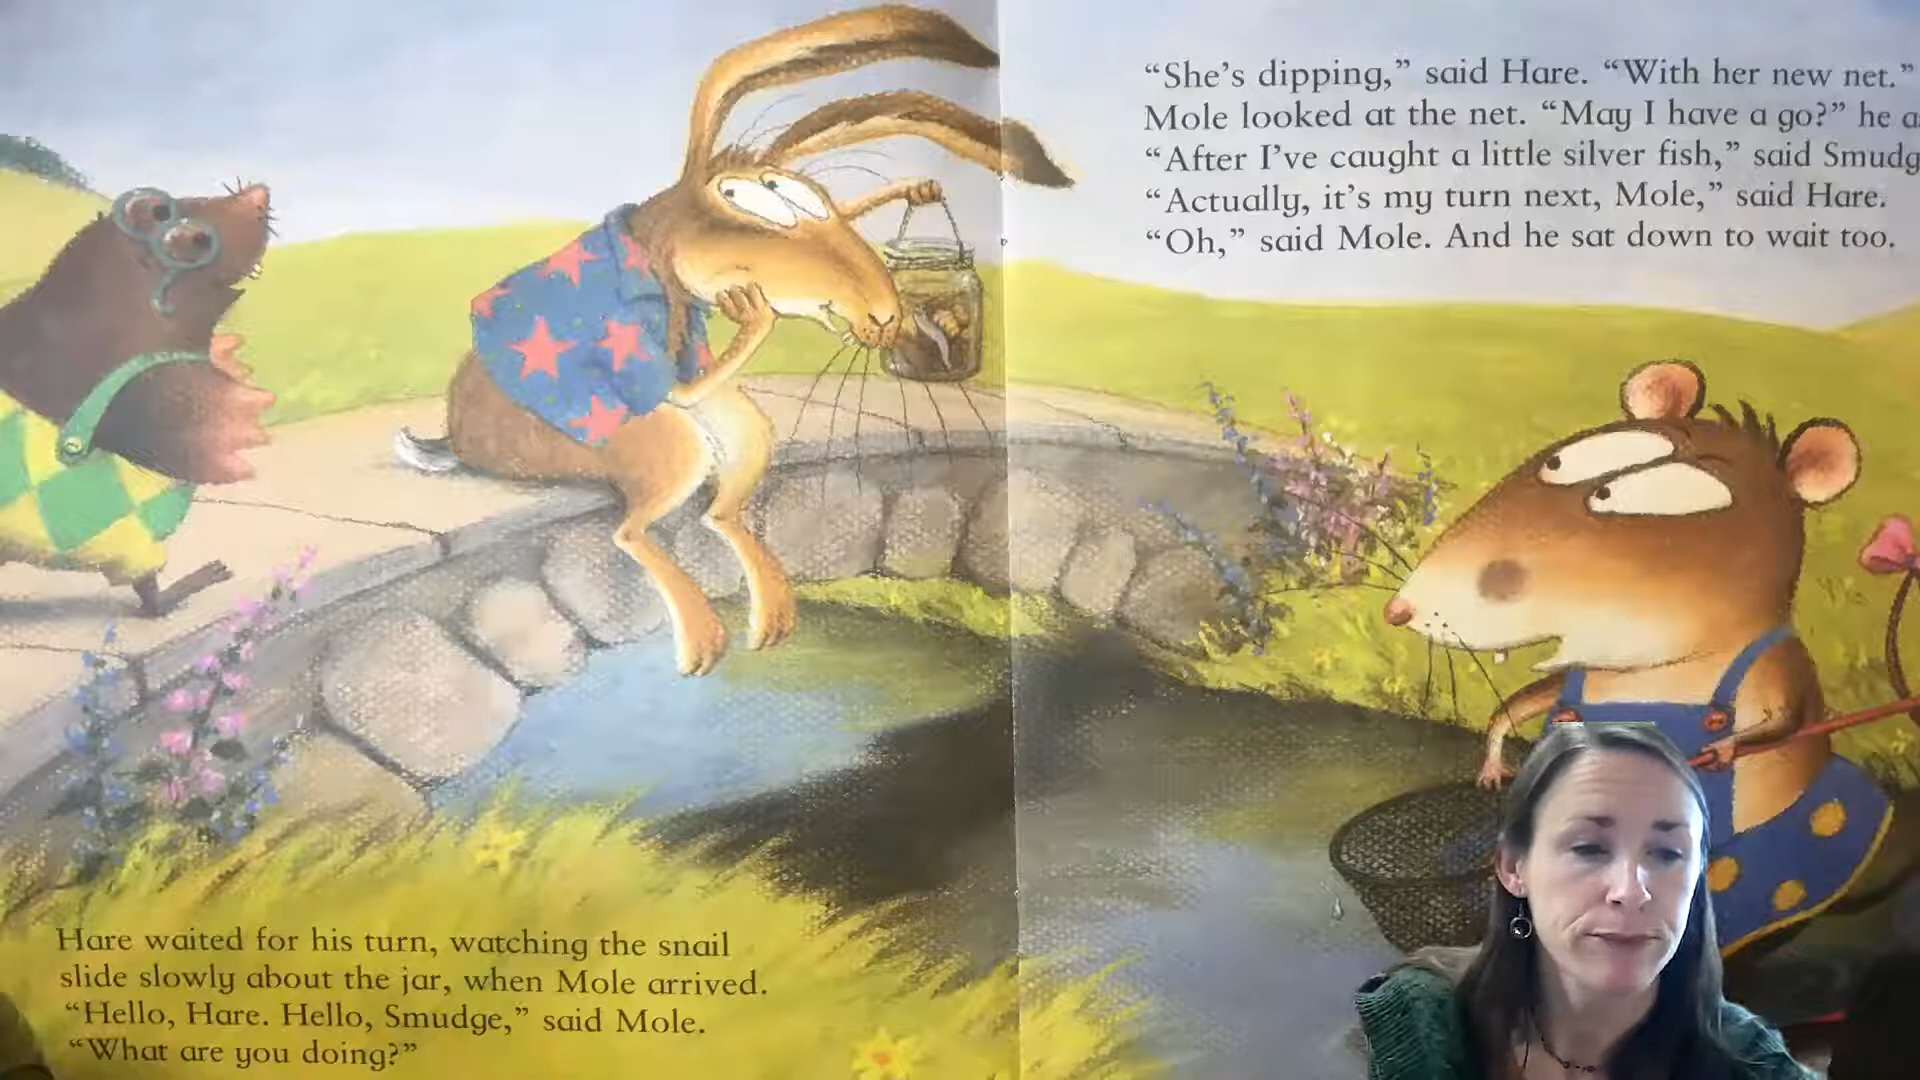 Hare waited for his turn, watching the snail
slide slowly about the jar, when Mole arrived.
“Hello, Hare. Hello, Smudge,” said Mole.
“What are you doing?”
“She's dipping,” said Hare. “With her new net.”
Mole looked at the net. “May I have a go?” he
“After I've caught a little silver fish,” said Smudg
“Actually, it's my turn next, Mole,” said Hare.
“Oh,” said Mole. And he sat down to wait too.